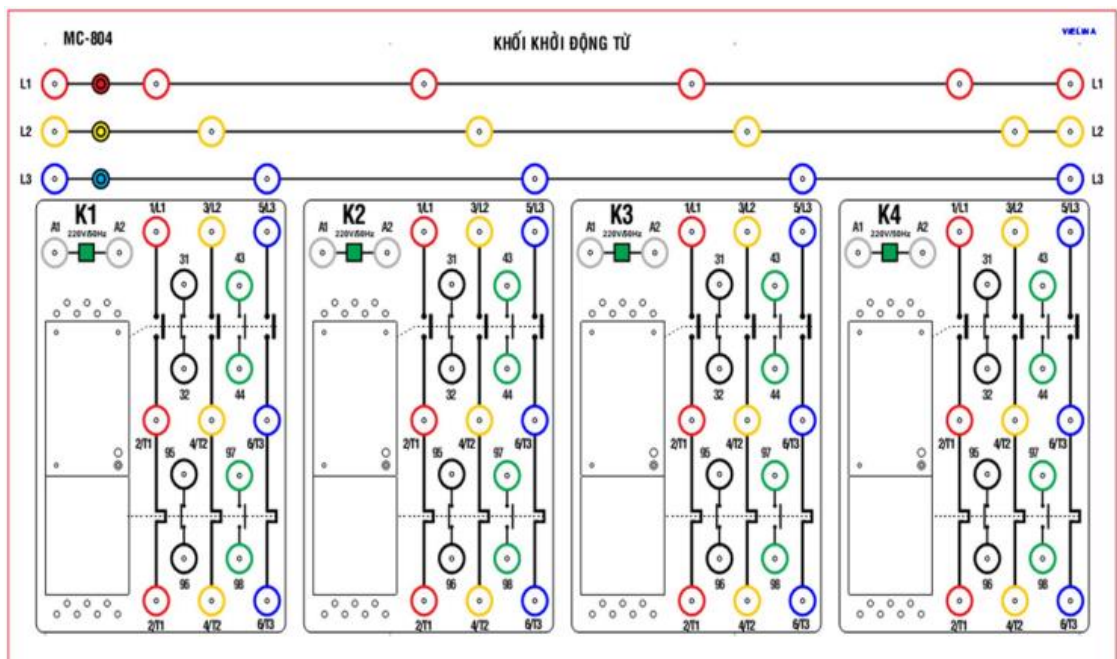 MC-804
KHỐI KHỞI ĐỘNG TỪ
VIELINA
L1 L1
L2 L2
L3 L3
K1 1/L1 3/L2 5/L3 K2 1/L1 3/L2 5/L3 K3 1/L1 3/L2 5/L3 K4 1/L1 3/L2 5/L3
A1 220V/50Hz A2 A1 220V/50Hz A2 A1 220V/50Hz A2 A1 220V/50Hz A2
31 43 31 43 31 43 31 43
32 44 32 44 32 44 32 44
2/T1 4/T2 6/T3 2/T1 4/T2 6/T3 2/T1 4/T2 6/T3 2/T1 4/T2 6/T3
95 97 95 97 95 97 95 97
96 98 96 98 96 98 96 98
2/T1 4/T2 6/T3 2/T1 4/T2 6/T3 2/T1 4/T2 6/T3 2/T1 4/T2 6/T3